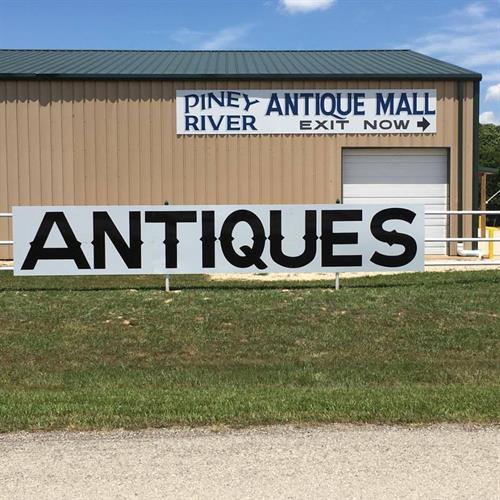 PINEY RIVER ANTIQUE MALL
EXIT NOW →
ANTIQUES